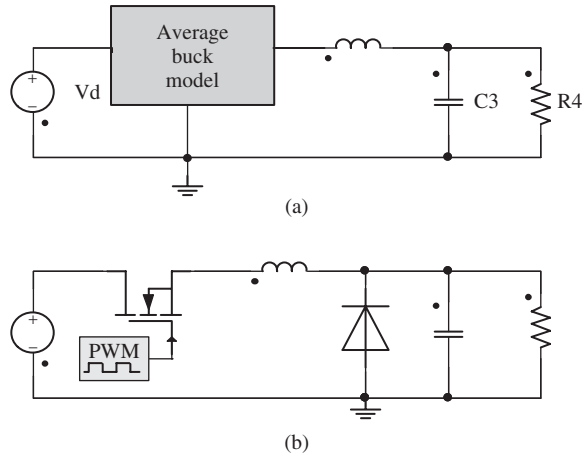 Average
buck
model
+
−
Vd
C3
R4
(a)
+
−
PWM
(b)